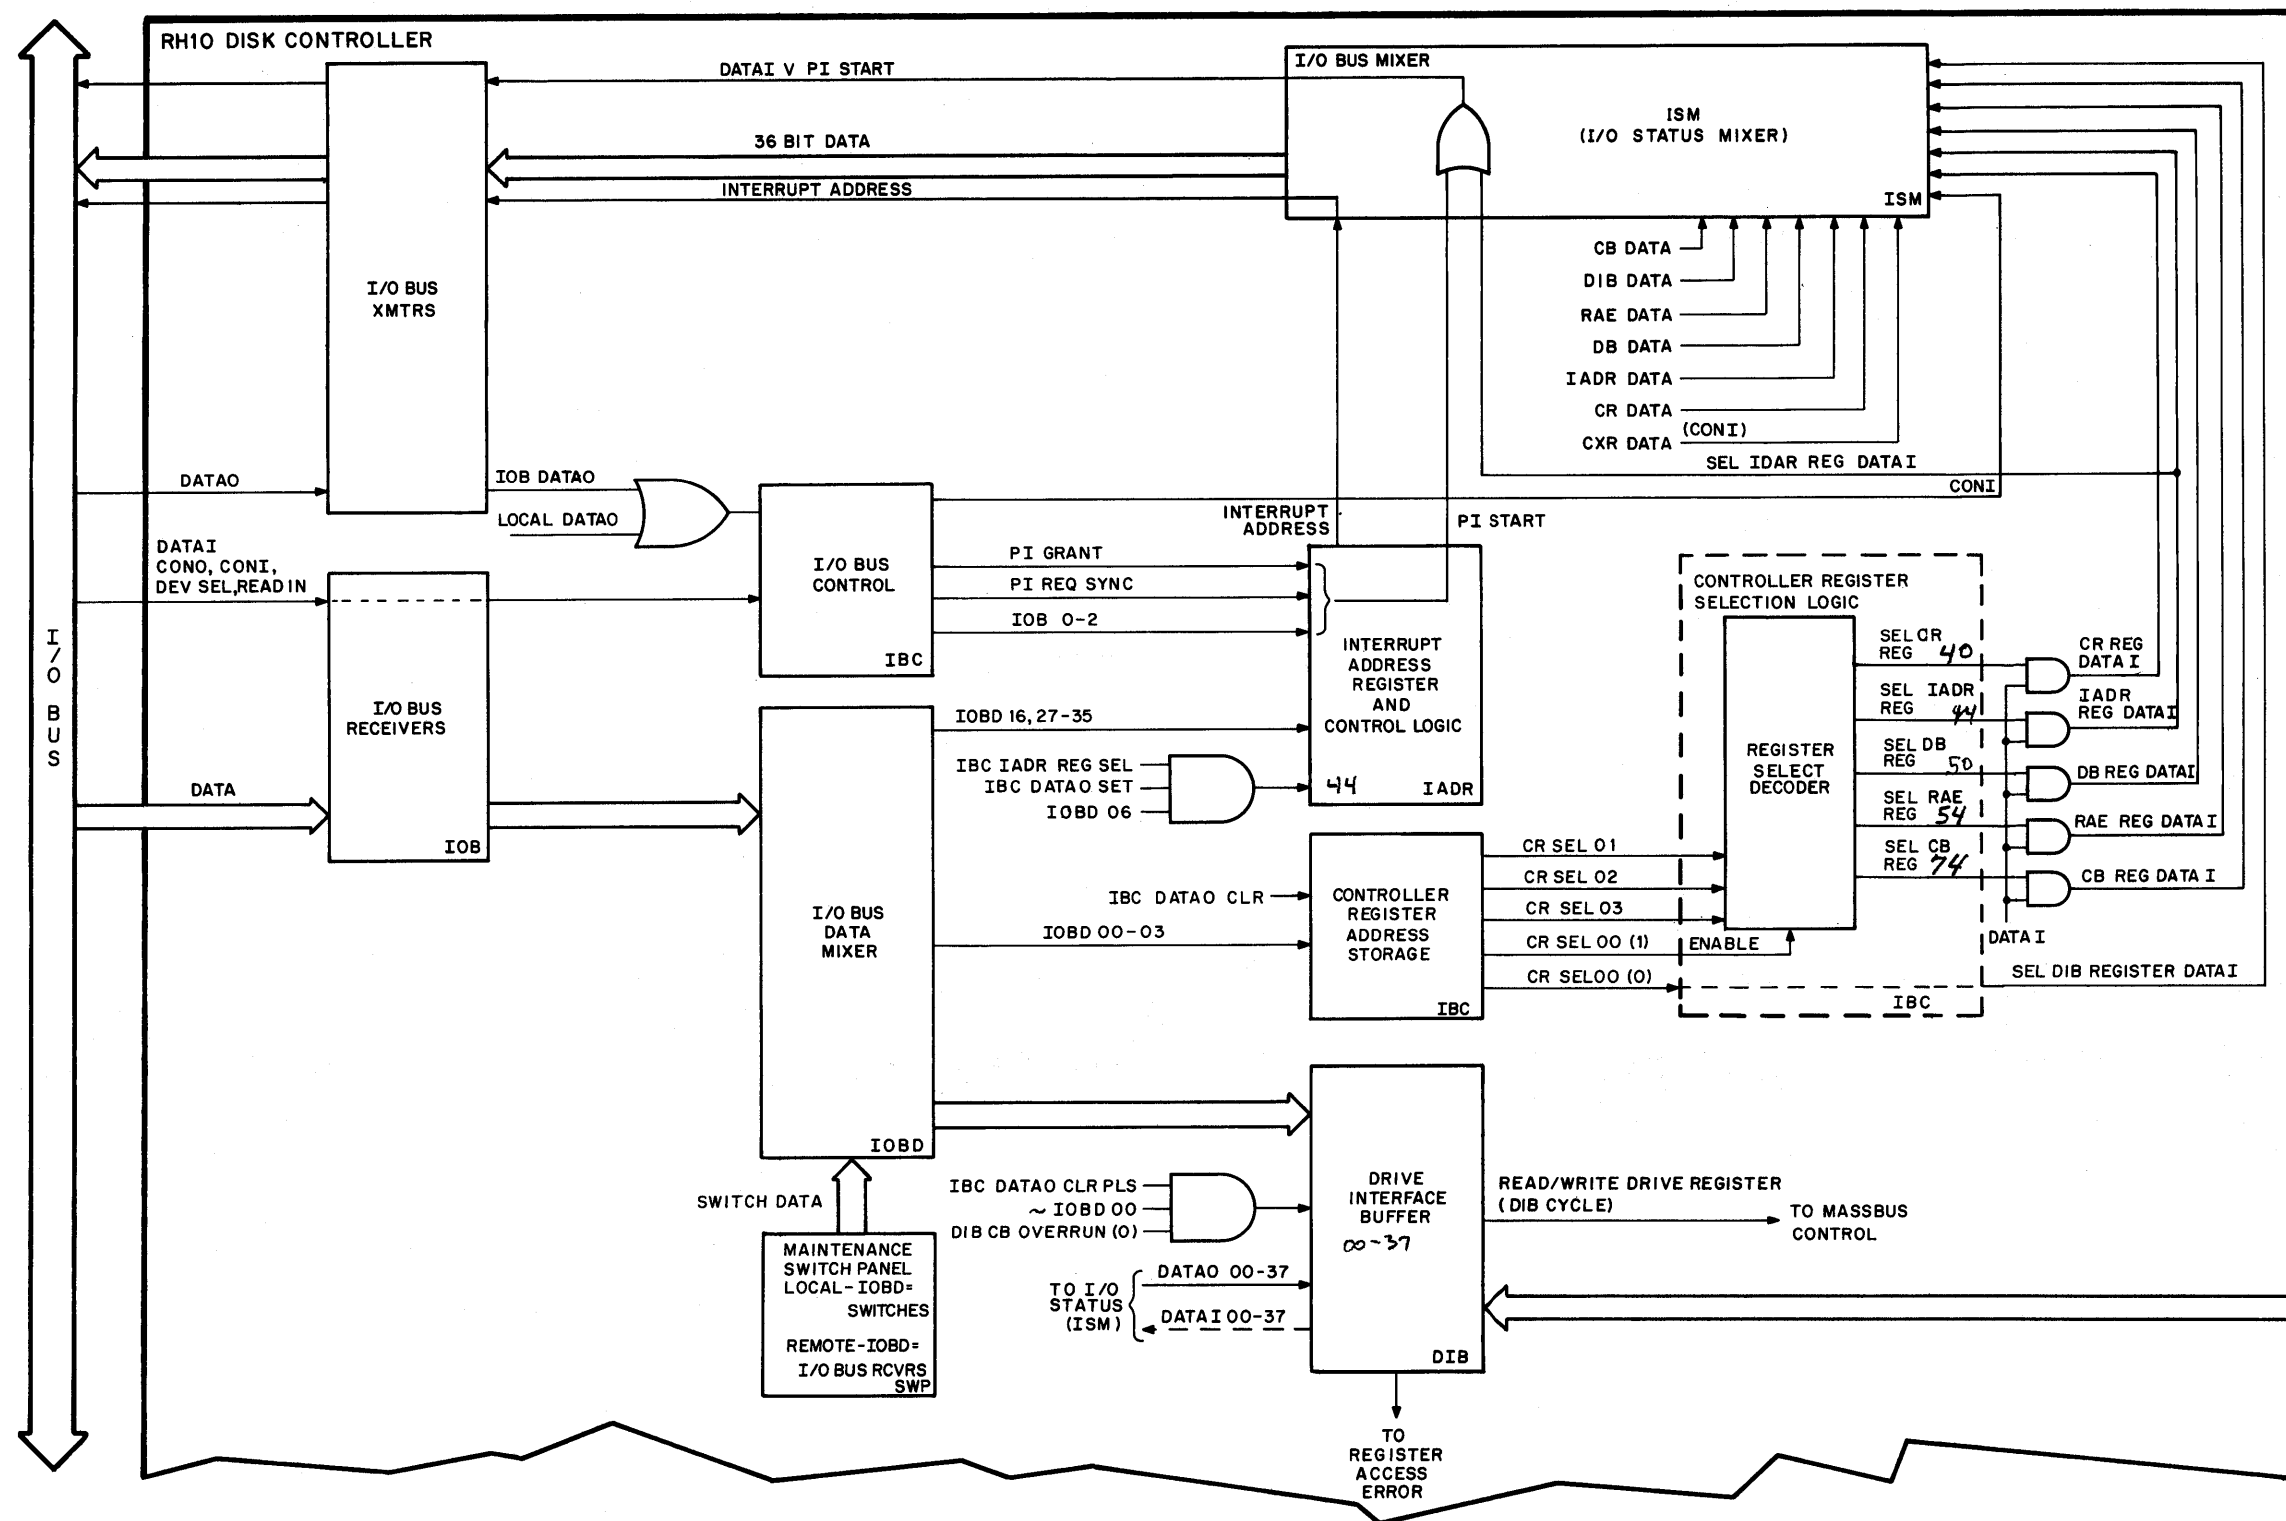 RH10 DISK CONTROLLER
I/O BUS MIXER
DATAI V PI START
ISM
(I/O STATUS MIXER)
36 BIT DATA
INTERRUPT ADDRESS
ISM
CB DATA
DIB DATA
RAE DATA
DB DATA
IADR DATA
CR DATA
(CONI)
CXR DATA
SEL IDAR REG DATAI
CONI
I/O BUS
XMTRS
DATAO
IOB DATAO
LOCAL DATAO
INTERRUPT
ADDRESS
PI START
DATAI
CONO, CONI,
DEV SEL,READ IN
I/O BUS
CONTROL
IBC
PI GRANT
PI REQ SYNC
IOB 0-2
INTERRUPT
ADDRESS
REGISTER
AND
CONTROL LOGIC
44
IADR
I/O BUS
I/O BUS
RECEIVERS
IOB
DATA
IOBD 16,27-35
IBC IADR REG SEL
IBC DATAO SET
IOBD 06
CONTROLLER REGISTER
SELECTION LOGIC
REGISTER
SELECT
DECODER
SEL CR
REG 40
SEL IADR
REG 44
SEL DB
REG 50
SEL RAE
REG 54
SEL CB
REG 74
CR REG
DATA I
IADR
REG DATAI
DB REG DATAI
RAE REG DATAI
CB REG DATA I
DATA I
SEL DIB REGISTER DATAI
IBC
I/O BUS
DATA
MIXER
IOBD
IBC DATAO CLR
IOBD 00-03
CONTROLLER
REGISTER
ADDRESS
STORAGE
IBC
CR SEL 01
CR SEL 02
CR SEL 03
CR SEL 00 (1)
ENABLE
CR SEL00 (0)
SWITCH DATA
MAINTENANCE
SWITCH PANEL
LOCAL-IOBD=
SWITCHES
REMOTE-IOBD=
I/O BUS RCVRS
SWP
IBC DATAO CLR PLS
~ IOBD 00
DIB CB OVERRUN (0)
DRIVE
INTERFACE
BUFFER
00-37
DIB
READ/WRITE DRIVE REGISTER
(DIB CYCLE)
TO MASSBUS
CONTROL
TO I/O
STATUS
(ISM)
DATAO 00-37
DATAI 00-37
TO
REGISTER
ACCESS
ERROR